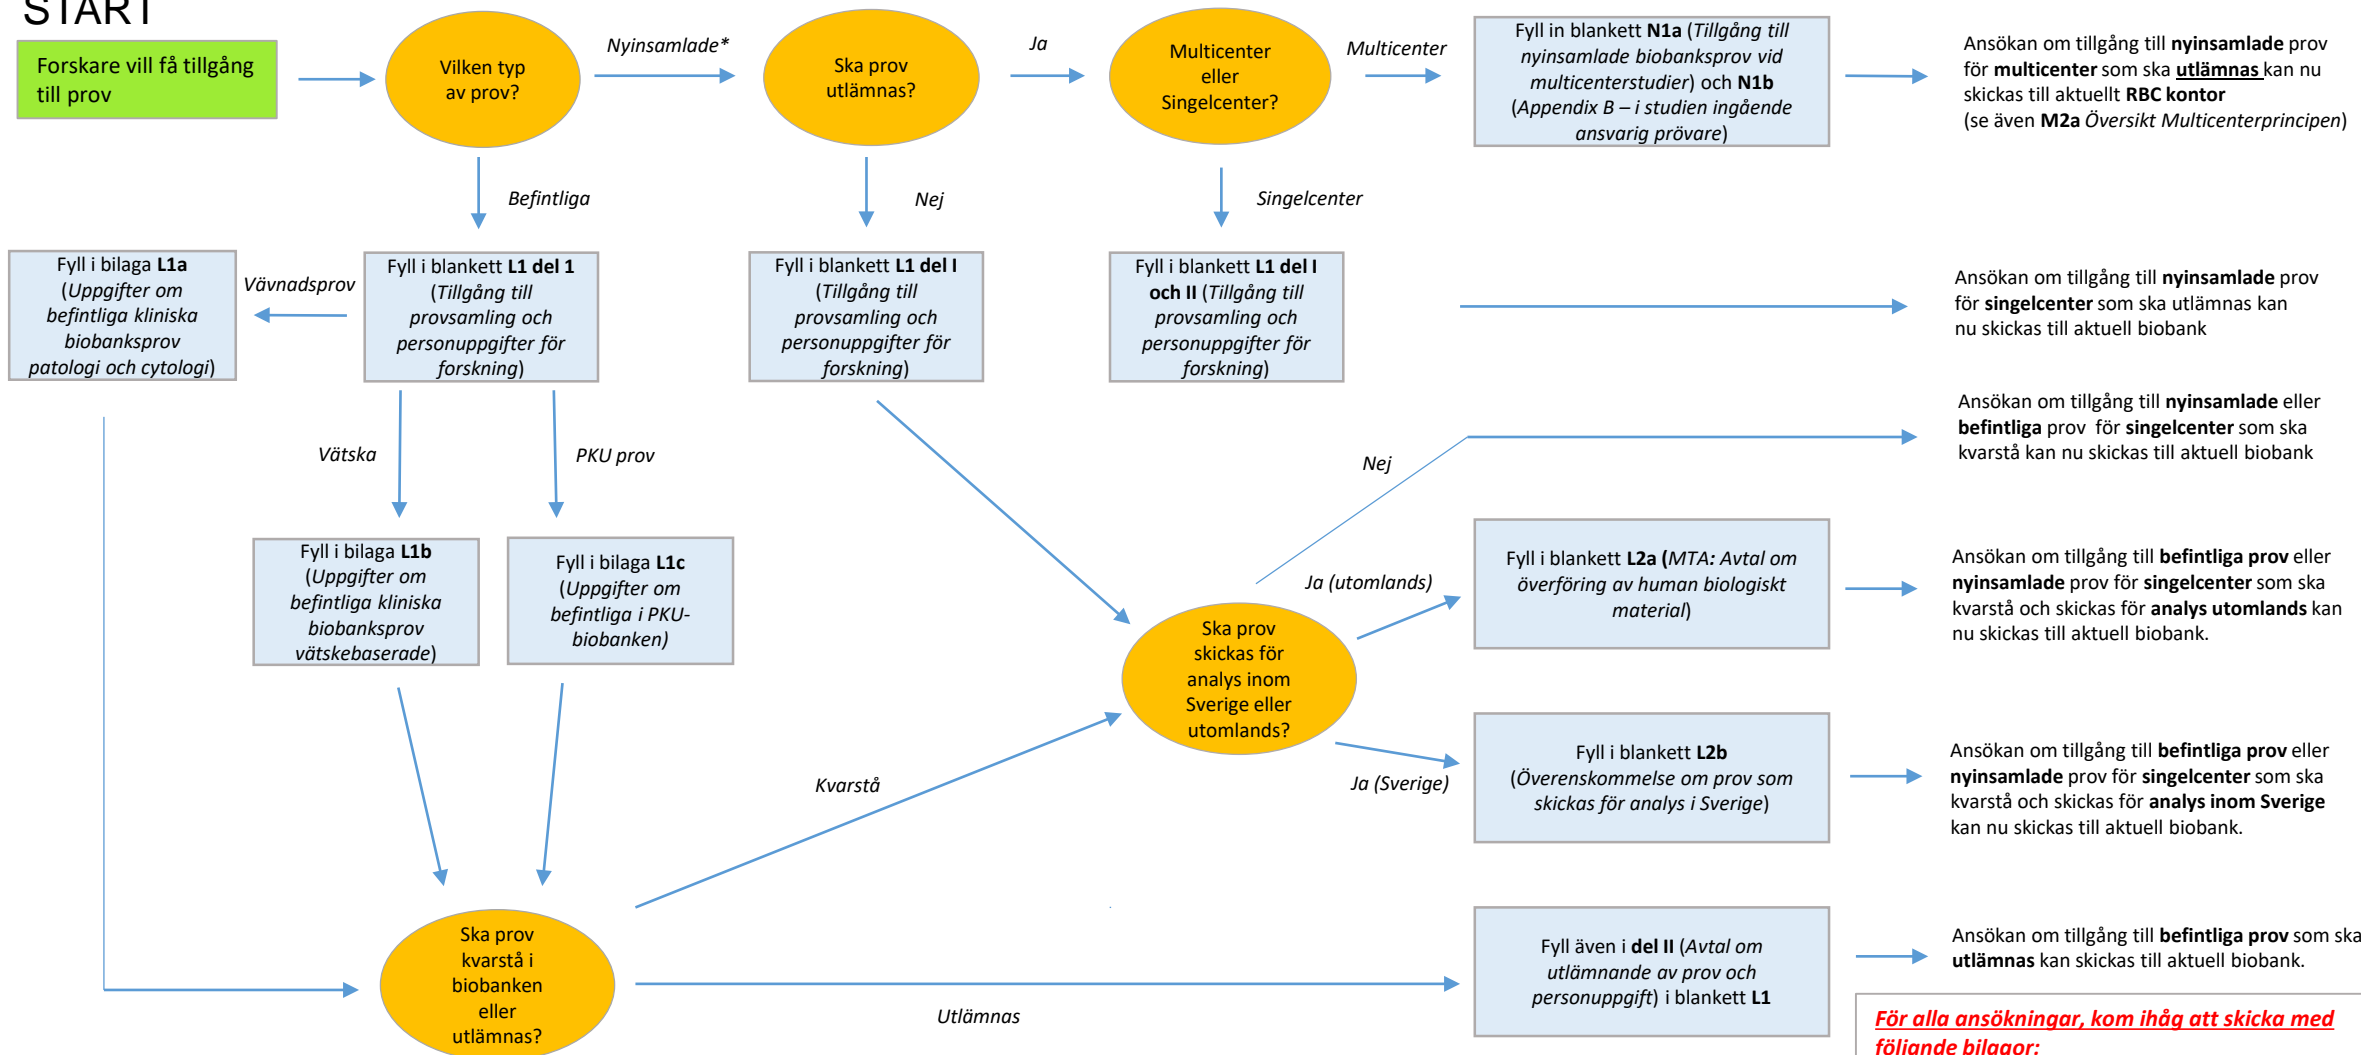 START
Forskare vill få tillgång
till prov
Vilken typ
av prov?
Nyinsamlade*
Ska prov
utlämnas?
Ja
Multicenter
eller
Singelcenter?
Multicenter
Fyll in blankett N1a (Tillgång till
nyinsamlade biobanksprov vid
multicenterstudier) och N1b
(Appendix B – i studien ingående
ansvarig prövare)
Ansökan om tillgång till nyinsamlade prov
för multicenter som ska utlämnas kan nu
skickas till aktuellt RBC kontor
(se även M2a Översikt Multicenterprincipen)
Befintliga
Nej
Singelcenter
Fyll i bilaga L1a
(Uppgifter om
befintliga kliniska
biobanksprov
patologi och cytologi)
Vävnadsprov
Fyll i blankett L1 del 1
(Tillgång till
provsamling och
personuppgifter för
forskning)
Fyll i blankett L1 del I
(Tillgång till
provsamling och
personuppgifter för
forskning)
Fyll i blankett L1 del I
och II (Tillgång till
provsamling och
personuppgifter för
forskning)
Ansökan om tillgång till nyinsamlade prov
för singelcenter som ska utlämnas kan
nu skickas till aktuell biobank
Vätska
PKU prov
Nej
Ansökan om tillgång till nyinsamlade eller
befintliga prov för singelcenter som ska
kvarstå kan nu skickas till aktuell biobank
Fyll i bilaga L1b
(Uppgifter om
befintliga kliniska
biobanksprov
vätskebaserade)
Fyll i bilaga L1c
(Uppgifter om
befintliga i PKU-
biobanken)
Ska prov
skickas för
analys inom
Sverige eller
utomlands?
Ja (utomlands)
Fyll i blankett L2a (MTA: Avtal om
överföring av human biologiskt
material)
Ansökan om tillgång till befintliga prov eller
nyinsamlade prov för singelcenter som ska
kvarstå och skickas för analys utomlands kan
nu skickas till aktuell biobank.
Kvarstå
Ja (Sverige)
Fyll i blankett L2b
(Överenskommelse om prov som
skickas för analys i Sverige)
Ansökan om tillgång till befintliga prov eller
nyinsamlade prov för singelcenter som ska
kvarstå och skickas för analys inom Sverige
kan nu skickas till aktuell biobank.
Ska prov
kvarstå i
biobanken
eller
utlämnas?
Utlämnas
Fyll även i del II (Avtal om
utlämnande av prov och
personuppgift) i blankett L1
Ansökan om tillgång till befintliga prov som ska
utlämnas kan skickas till aktuell biobank.
För alla ansökningar, kom ihåg att skicka med
följande bilagor: